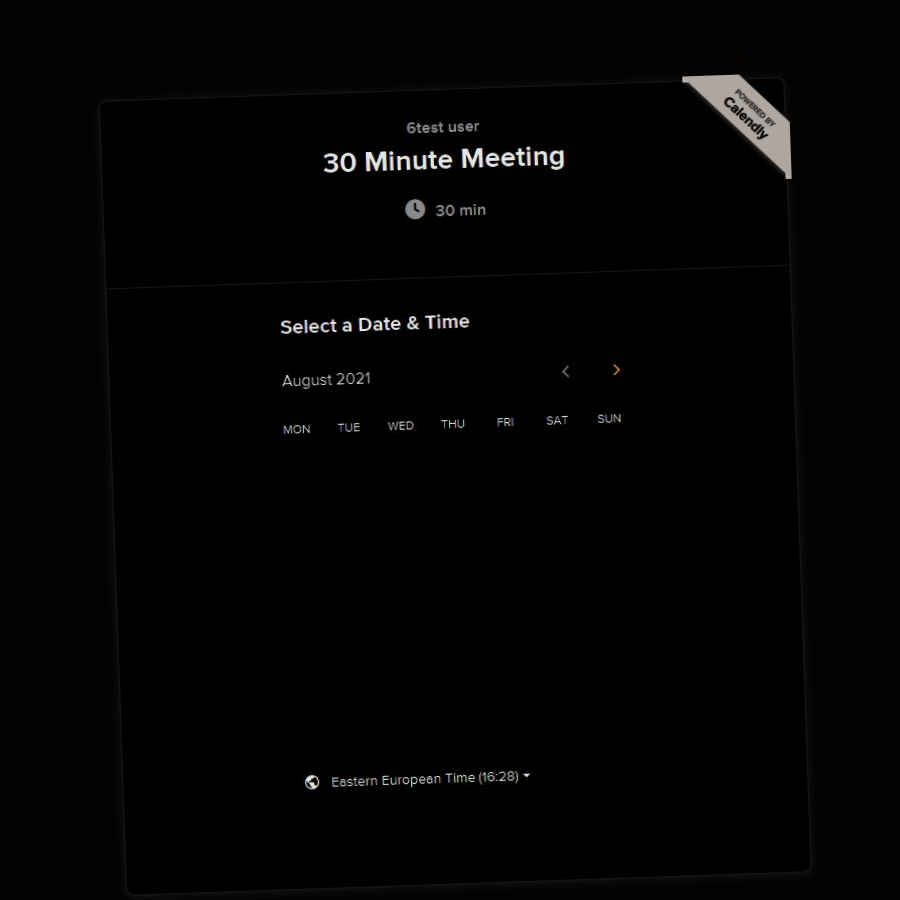 POWERED BY
Calendly
6test user
30 Minute Meeting
30 min
Select a Date & Time
August 2021
MON TUE WED THU FRI SAT SUN
Eastern European Time (16:28)